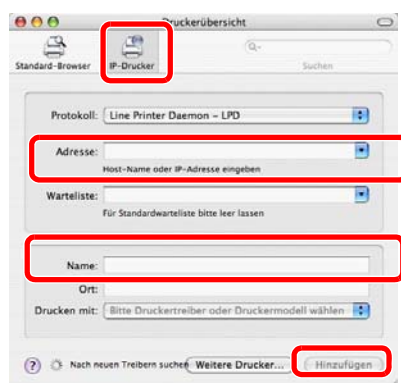 Druckerübersicht
Standard-Browser IP-Drucker Suchen
Protokoll: Line Printer Daemon – LPD
Adresse:
Host-Name oder IP-Adresse eingeben
Warteliste:
Für Standardwarteliste bitte leer lassen
Name:
Ort:
Drucken mit: Bitte Druckertreiber oder Druckermodell wählen
? Nach neuen Treibern suchen Weitere Drucker... Hinzufügen